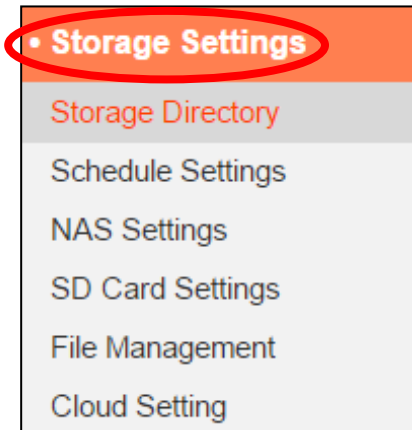 • Storage Settings
Storage Directory
Schedule Settings
NAS Settings
SD Card Settings
File Management
Cloud Setting